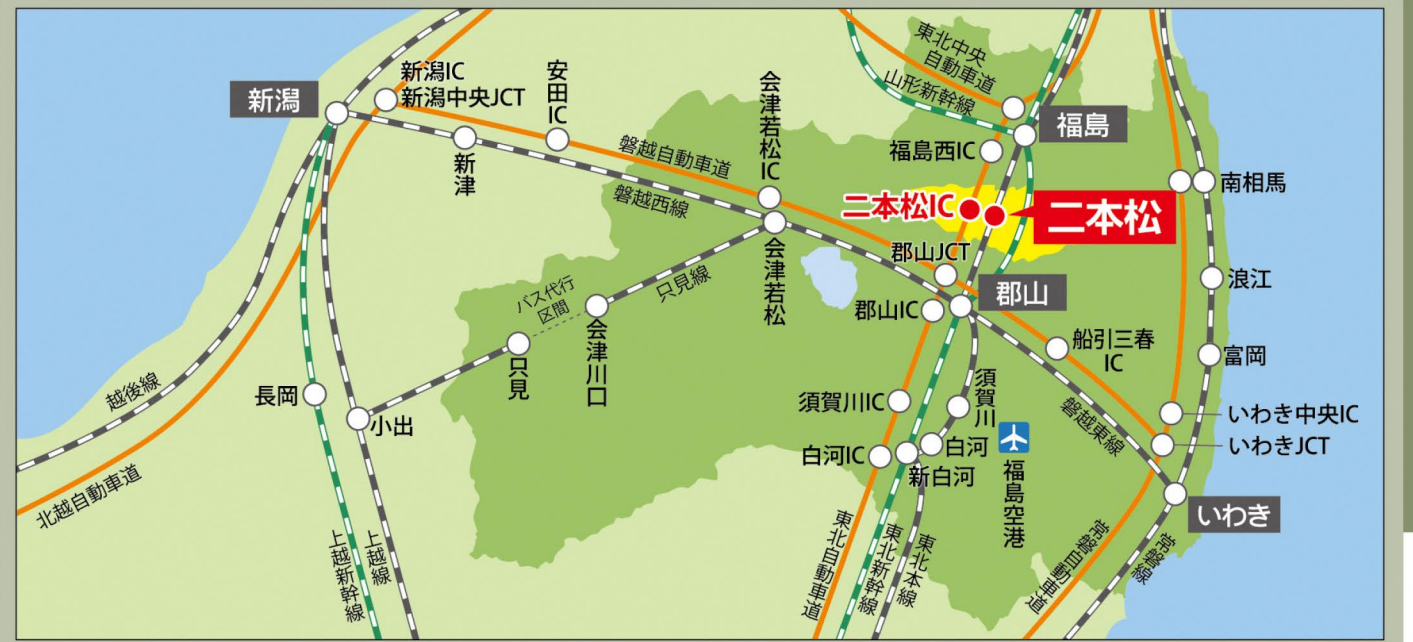 東北中央
自動車道
山形新幹線
新潟IC
新潟中央JCT
新潟
安田IC
会津若松IC
福島
福島西IC
新津
磐越自動車道
磐越西線
南相馬
二本松IC
二本松
郡山JCT
会津若松
只見線
バス代行
区間
浪江
郡山
郡山IC
会津川口
只見
船引三春
IC
富岡
越後線
長岡
小出
須賀川IC
須賀川
磐越東線
いわき中央IC
いわきJCT
白河IC
白河
新白河
福島空港
北越自動車道
いわき
上越新幹線
上越線
東北自動車道
東北新幹線
東北本線
常磐自動車道
常磐線